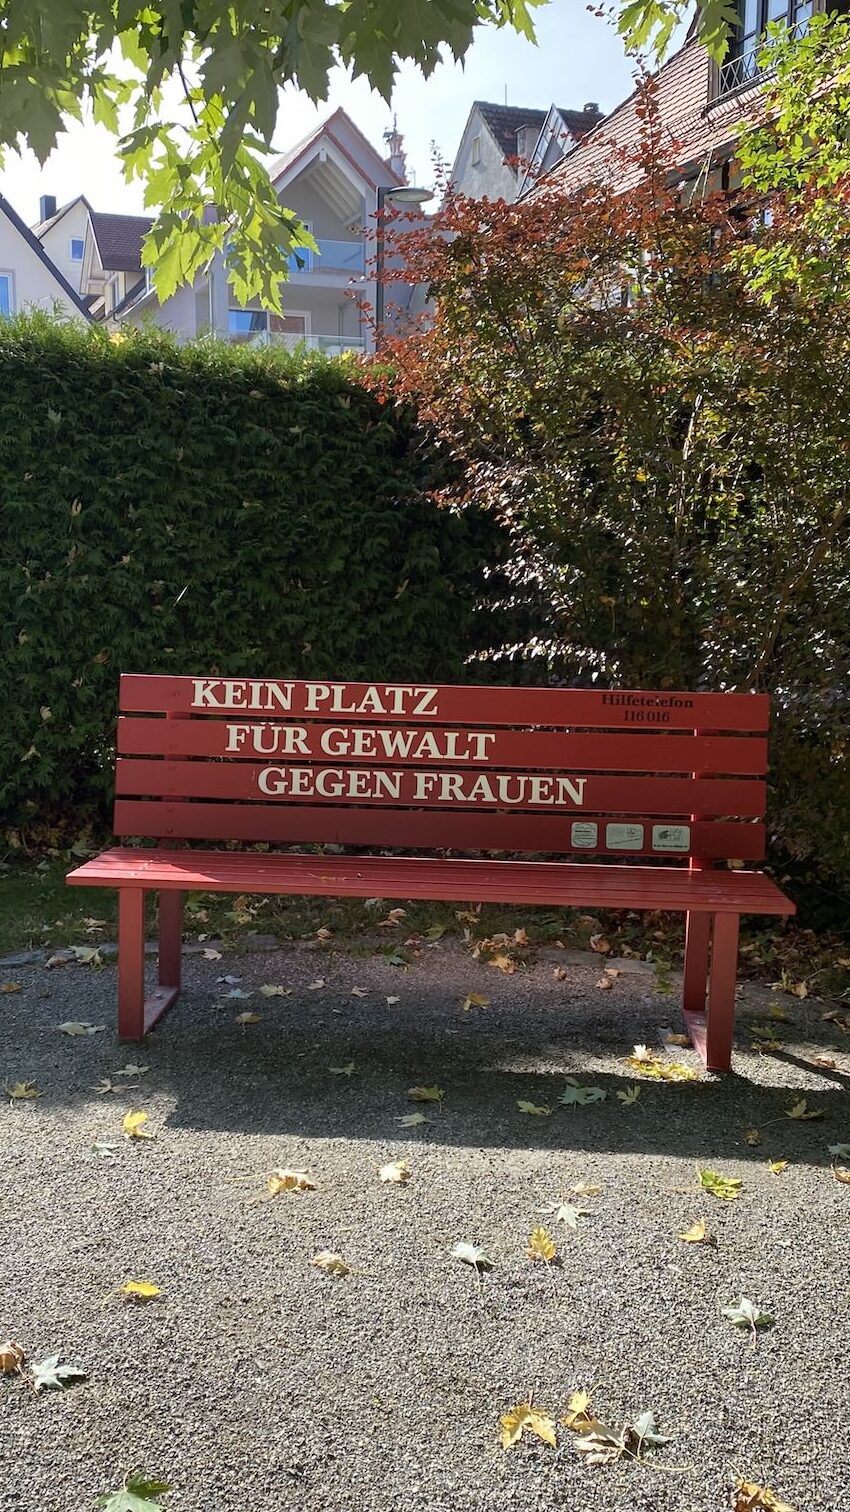 KEIN PLATZ
FÜR GEWALT
GEGEN FRAUEN
Hilfetelefon
116 016